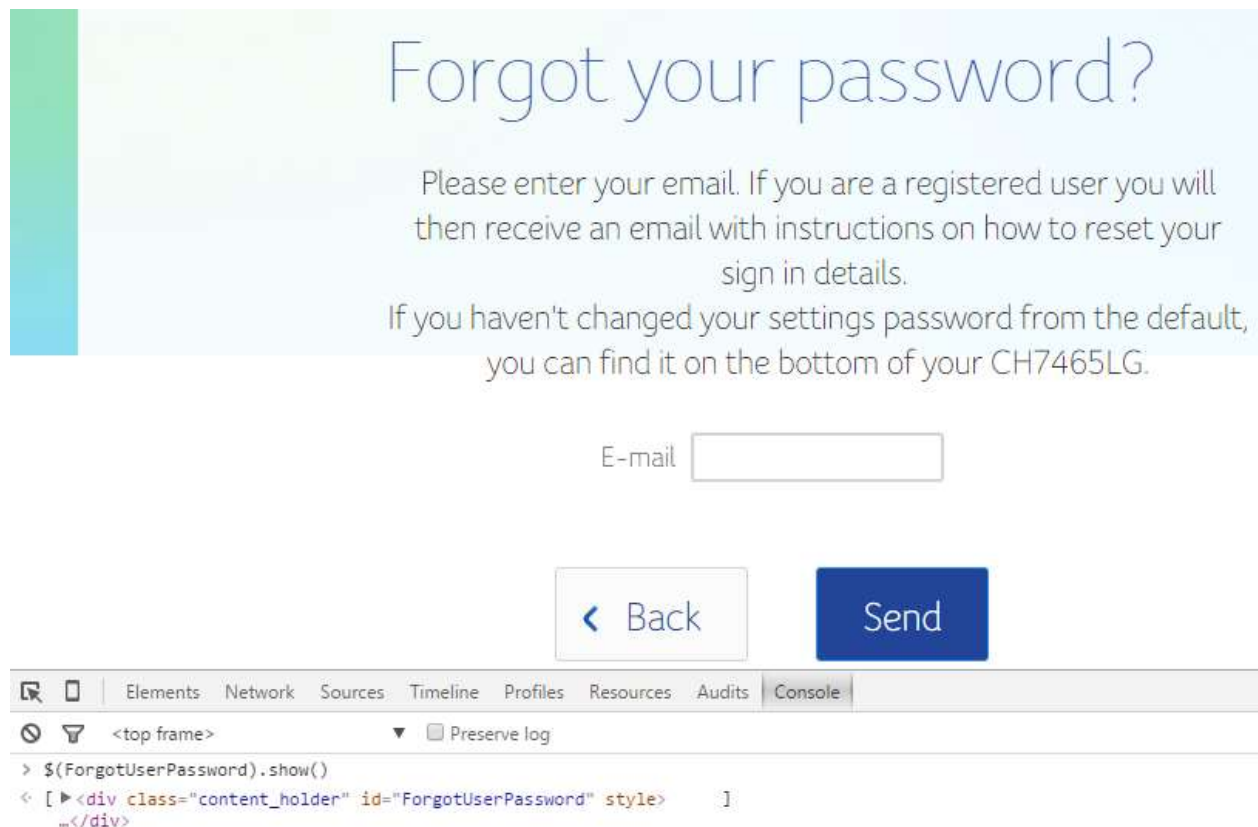 Forgot your password?
Please enter your email. If you are a registered user you will
then receive an email with instructions on how to reset your
sign in details.
If you haven't changed your settings password from the default,
you can find it on the bottom of your CH7465LG.
E-mail
Back
Send
Elements Network Sources Timeline Profiles Resources Audits Console
<top frame> ▼ Preserve log
> $(ForgotUserPassword).show()
[ ▶<div class="content_holder" id="ForgotUserPassword" style> ]
…</div>